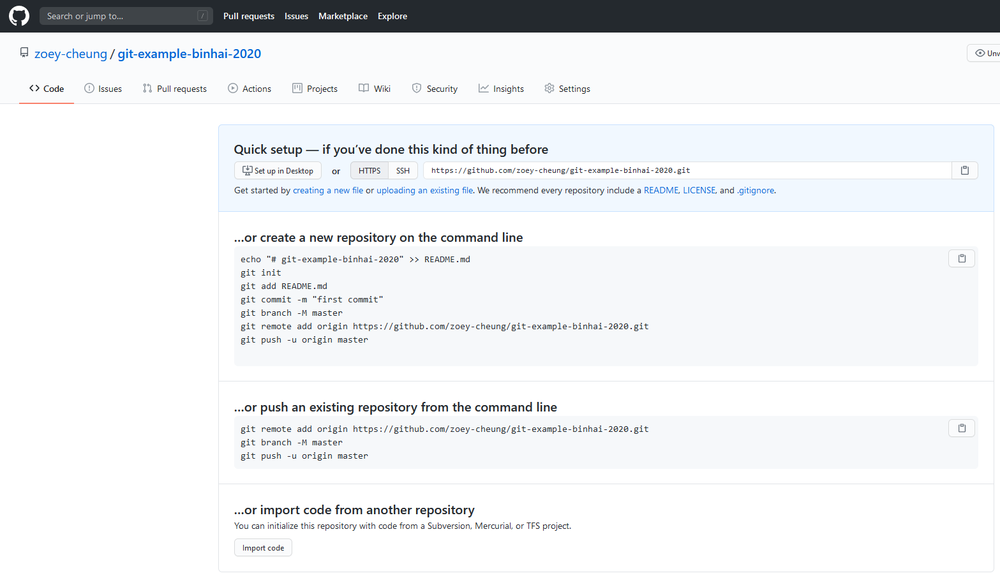 Search or jump to... /
Pull requests Issues Marketplace Explore
zoey-cheung / git-example-binhai-2020
Code Issues Pull requests Actions Projects Wiki Security Insights Settings
Quick setup — if you’ve done this kind of thing before
Set up in Desktop or HTTPS SSH https://github.com/zoey-cheung/git-example-binhai-2020.git
Get started by creating a new file or uploading an existing file. We recommend every repository include a README, LICENSE, and .gitignore.
…or create a new repository on the command line
echo "# git-example-binhai-2020" >> README.md
git init
git add README.md
git commit -m "first commit"
git branch -M master
git remote add origin https://github.com/zoey-cheung/git-example-binhai-2020.git
git push -u origin master
…or push an existing repository from the command line
git remote add origin https://github.com/zoey-cheung/git-example-binhai-2020.git
git branch -M master
git push -u origin master
…or import code from another repository
You can initialize this repository with code from a Subversion, Mercurial, or TFS project.
Import code